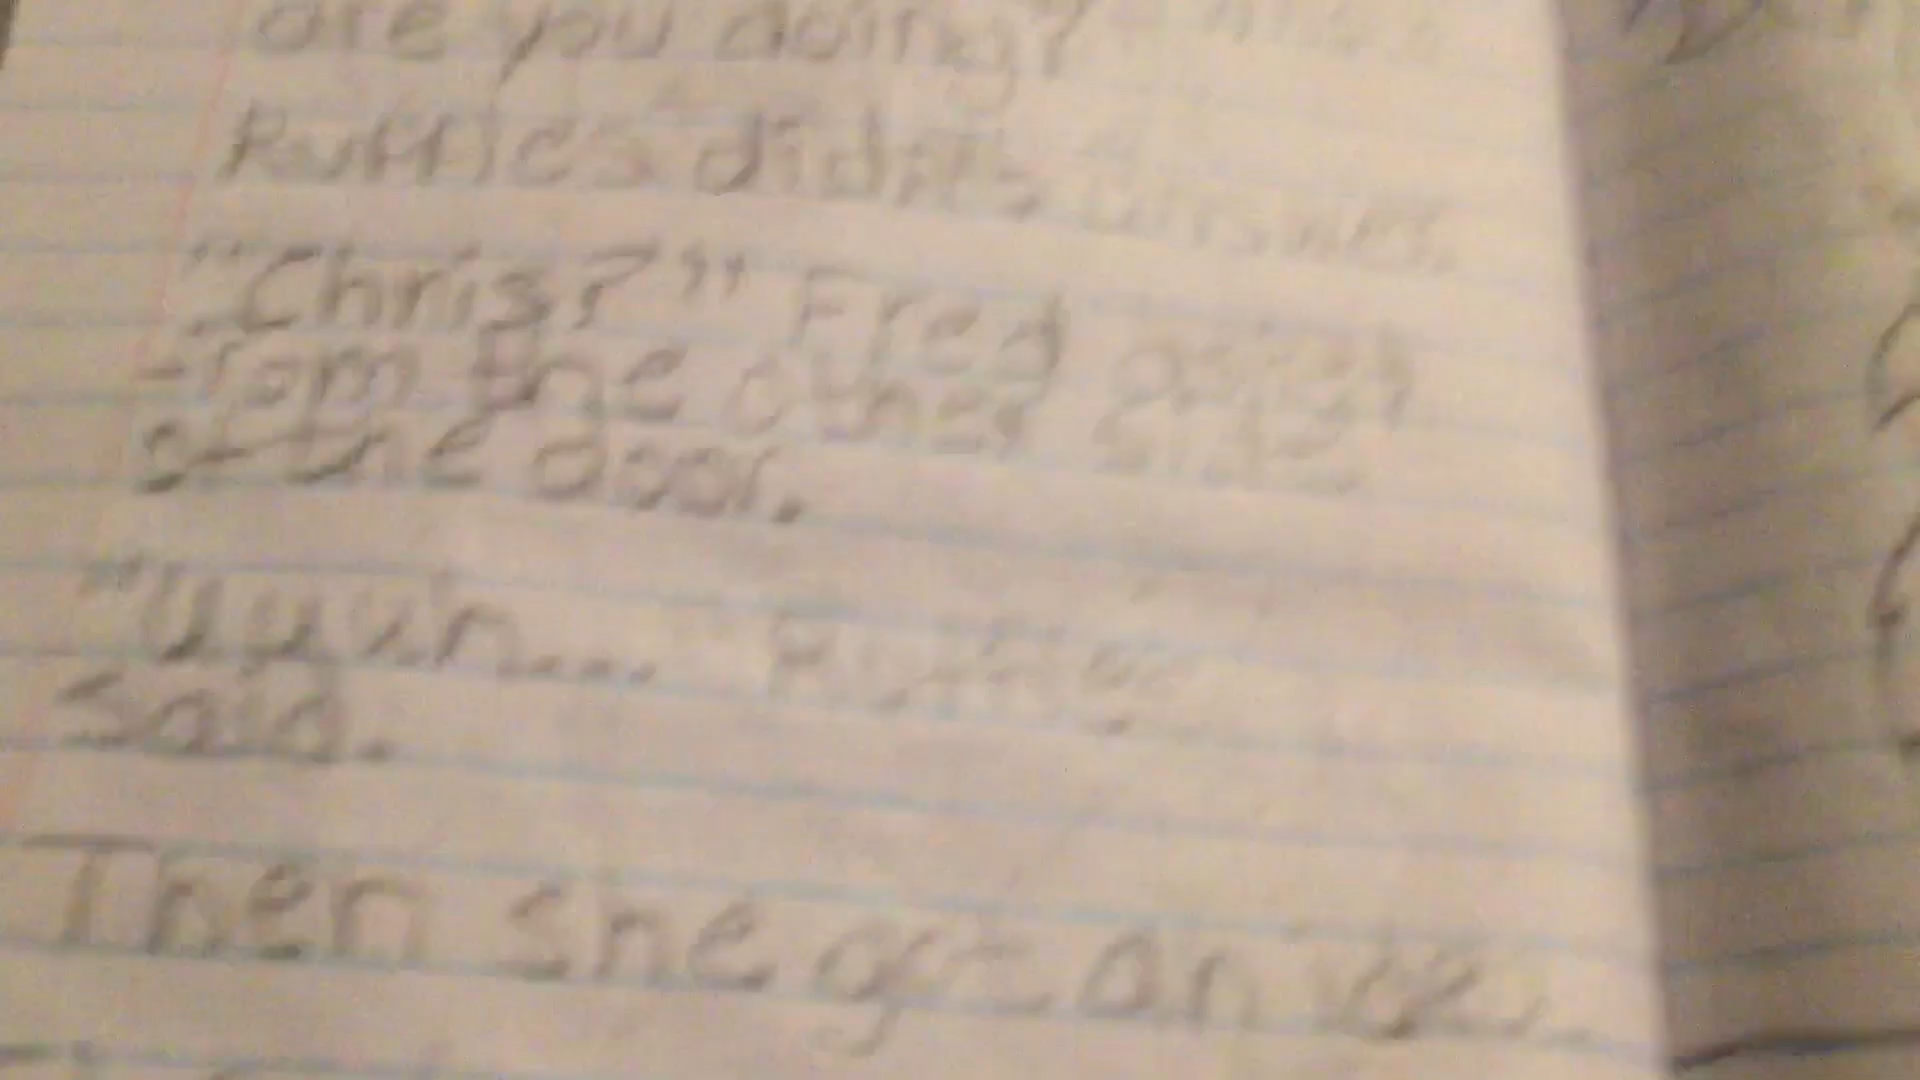 are you doing?
Ruffles didn't answer.
"Chris?" Fred asked
from the other side
of the door.
"Uuuh... Ruffles
said.
Then she got an idea.